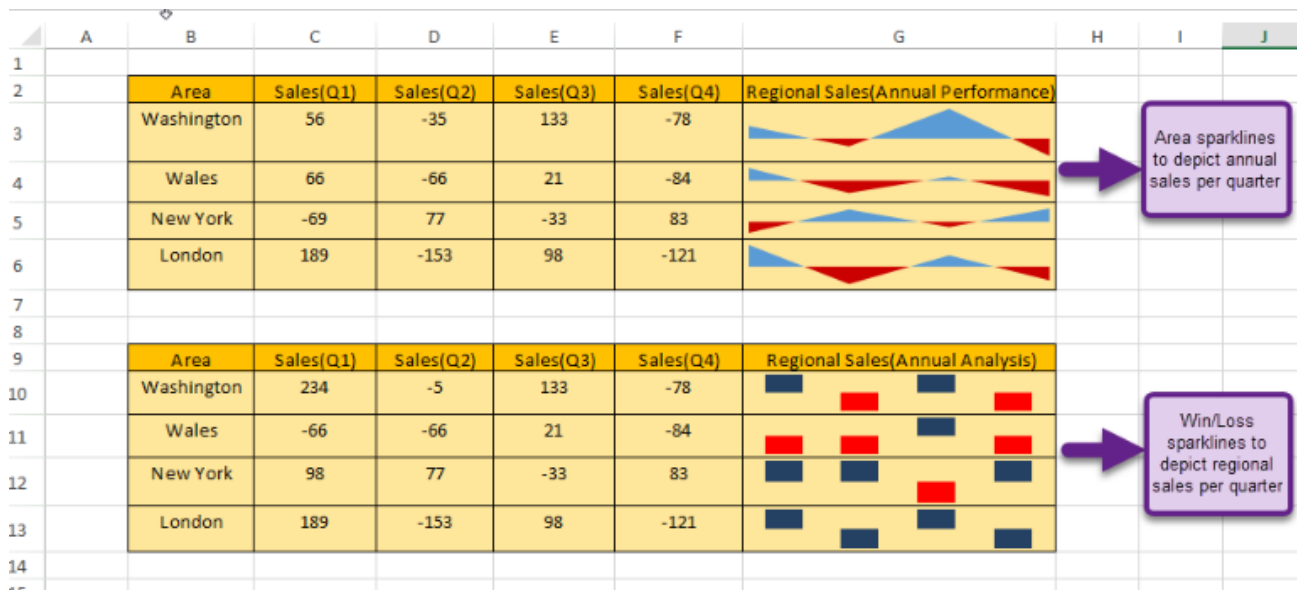 A B C D E F G H I J
1
2 Area Sales(Q1) Sales(Q2) Sales(Q3) Sales(Q4) Regional Sales(Annual Performance)
3 Washington 56 -35 133 -78
4 Wales 66 -66 21 -84
5 New York -69 77 -33 83
6 London 189 -153 98 -121
Area sparklines
to depict annual
sales per quarter
7
8
9 Area Sales(Q1) Sales(Q2) Sales(Q3) Sales(Q4) Regional Sales(Annual Analysis)
10 Washington 234 -5 133 -78
11 Wales -66 -66 21 -84
12 New York 98 77 -33 83
13 London 189 -153 98 -121
Win/Loss
sparklines to
depict regional
sales per quarter
14